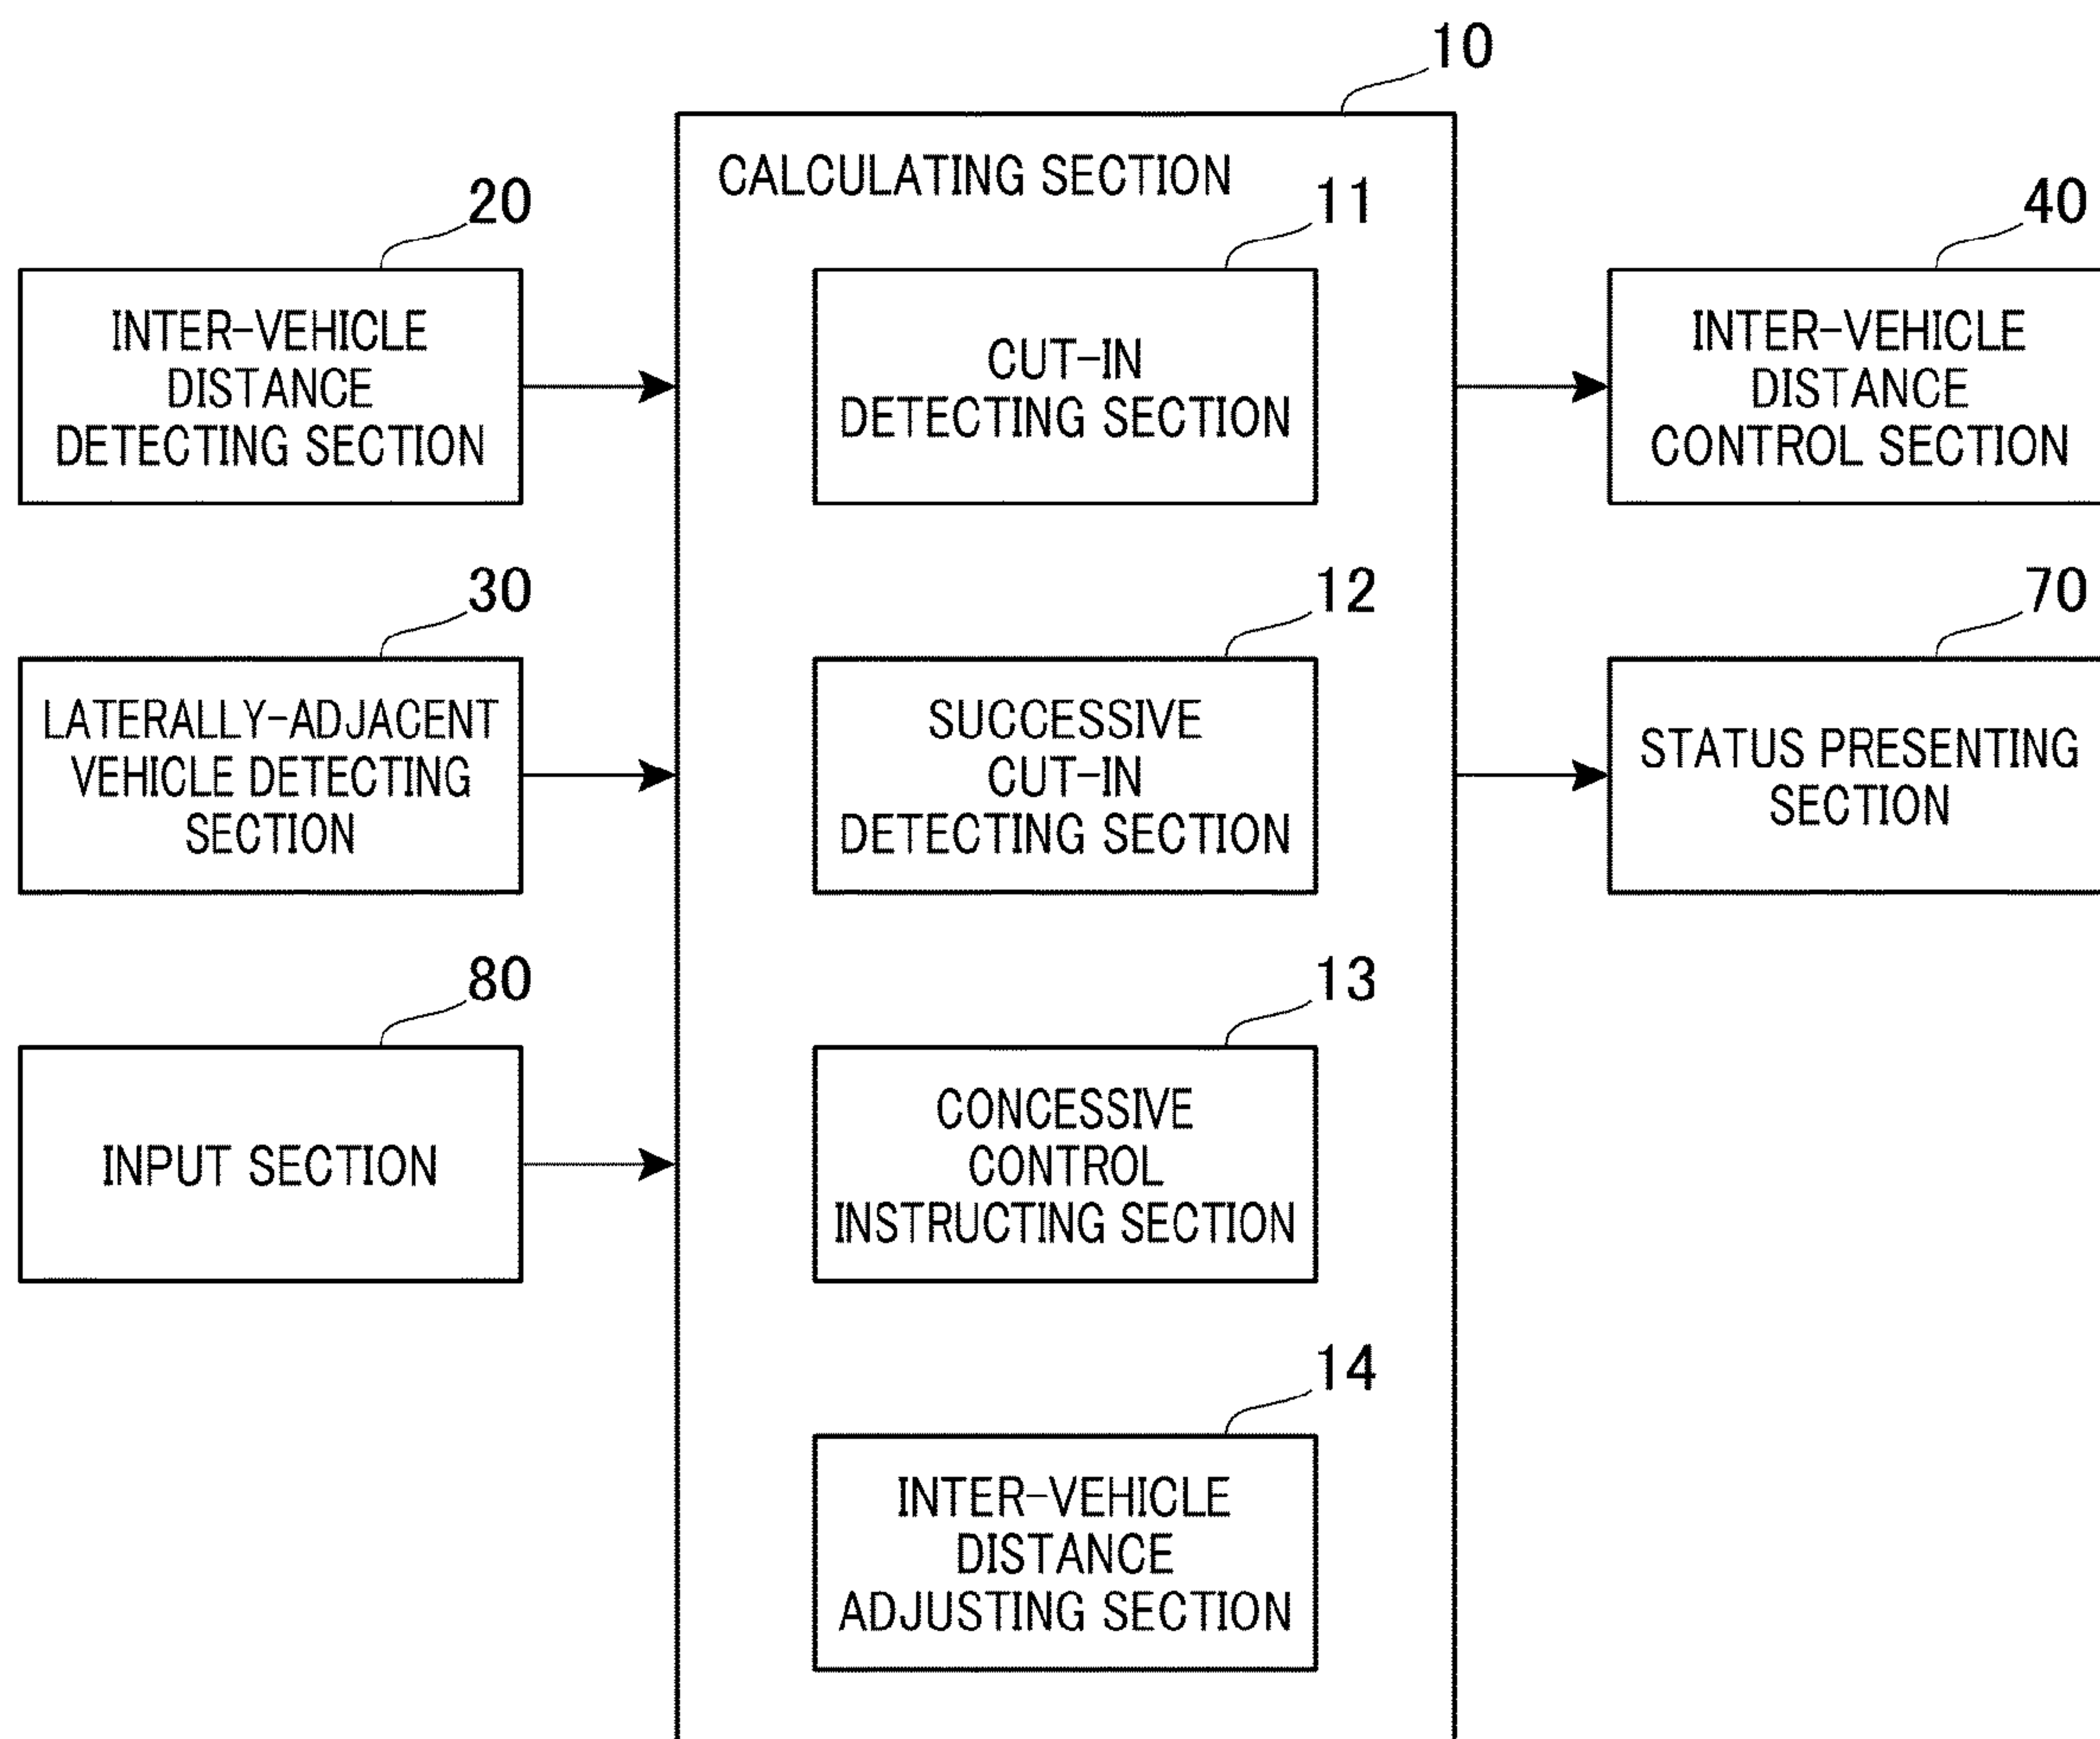 10
CALCULATING SECTION
20
INTER-VEHICLE
DISTANCE
DETECTING SECTION
11
CUT-IN
DETECTING SECTION
40
INTER-VEHICLE
DISTANCE
CONTROL SECTION
30
LATERALLY-ADJACENT
VEHICLE DETECTING
SECTION
12
SUCCESSIVE
CUT-IN
DETECTING SECTION
70
STATUS PRESENTING
SECTION
80
INPUT SECTION
13
CONCESSIVE
CONTROL
INSTRUCTING SECTION
14
INTER-VEHICLE
DISTANCE
ADJUSTING SECTION